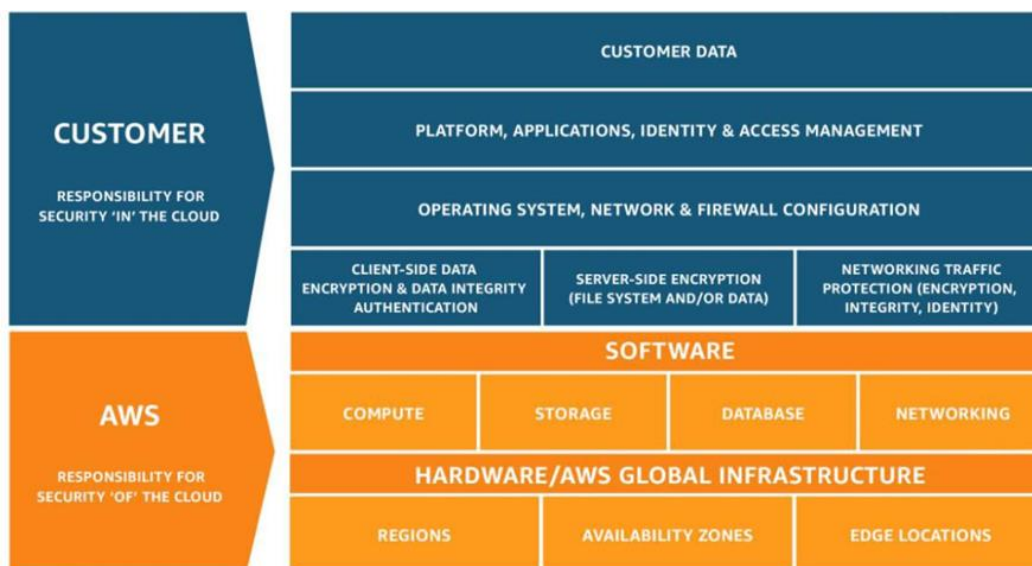 CUSTOMER
RESPONSIBILITY FOR
SECURITY ‘IN’ THE CLOUD
CUSTOMER DATA
PLATFORM, APPLICATIONS, IDENTITY & ACCESS MANAGEMENT
OPERATING SYSTEM, NETWORK & FIREWALL CONFIGURATION
CLIENT-SIDE DATA
ENCRYPTION & DATA INTEGRITY
AUTHENTICATION
SERVER-SIDE ENCRYPTION
(FILE SYSTEM AND/OR DATA)
NETWORKING TRAFFIC
PROTECTION (ENCRYPTION,
INTEGRITY, IDENTITY)
AWS
RESPONSIBILITY FOR
SECURITY ‘OF’ THE CLOUD
SOFTWARE
COMPUTE
STORAGE
DATABASE
NETWORKING
HARDWARE/AWS GLOBAL INFRASTRUCTURE
REGIONS
AVAILABILITY ZONES
EDGE LOCATIONS